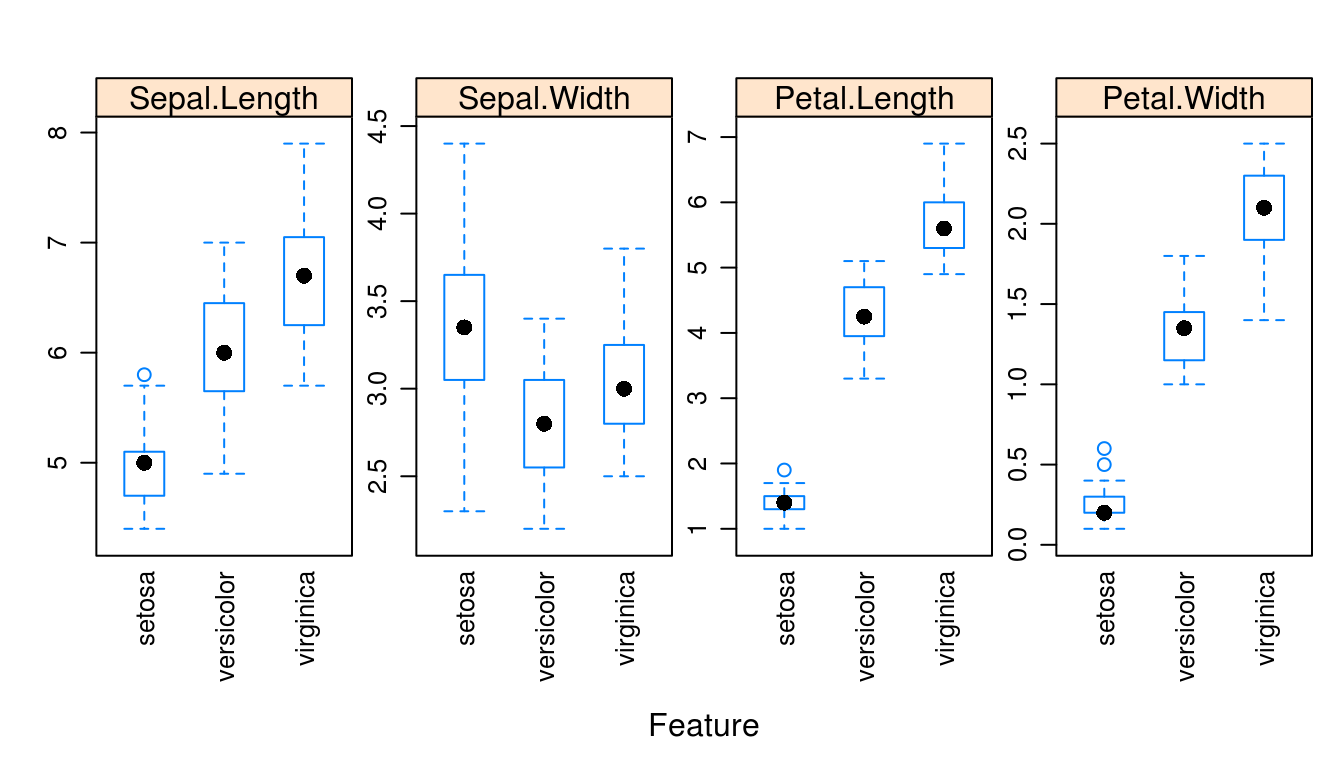 Sepal.Length
Sepal.Width
Petal.Length
Petal.Width
8
7
6
5
4.5
4.0
3.5
3.0
2.5
7
6
5
4
3
2
1
2.5
2.0
1.5
1.0
0.5
0.0
setosa
versicolor
virginica
setosa
versicolor
virginica
setosa
versicolor
virginica
setosa
versicolor
virginica
Feature